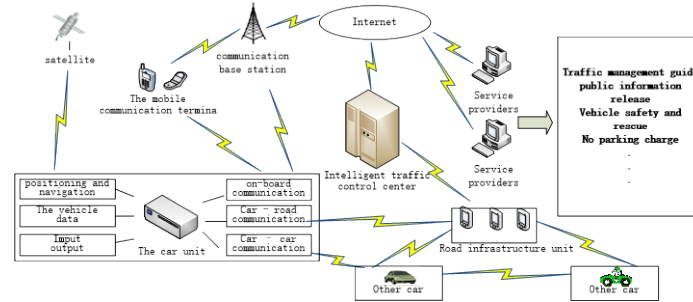 Internet
satellite
communication
base station
The mobile
communication termina
Service
providers
Service
providers
Intelligent traffic
control center
Traffic management guid
public information
release
Vehicle safety and
rescue
No parking charge
.
.
.
positioning and
navigation
The vehicle
data
Imput
output
The car unit
on-board
communication
Car - road
communication
Car - car
communication
Road infrastructure unit
Other car
Other car